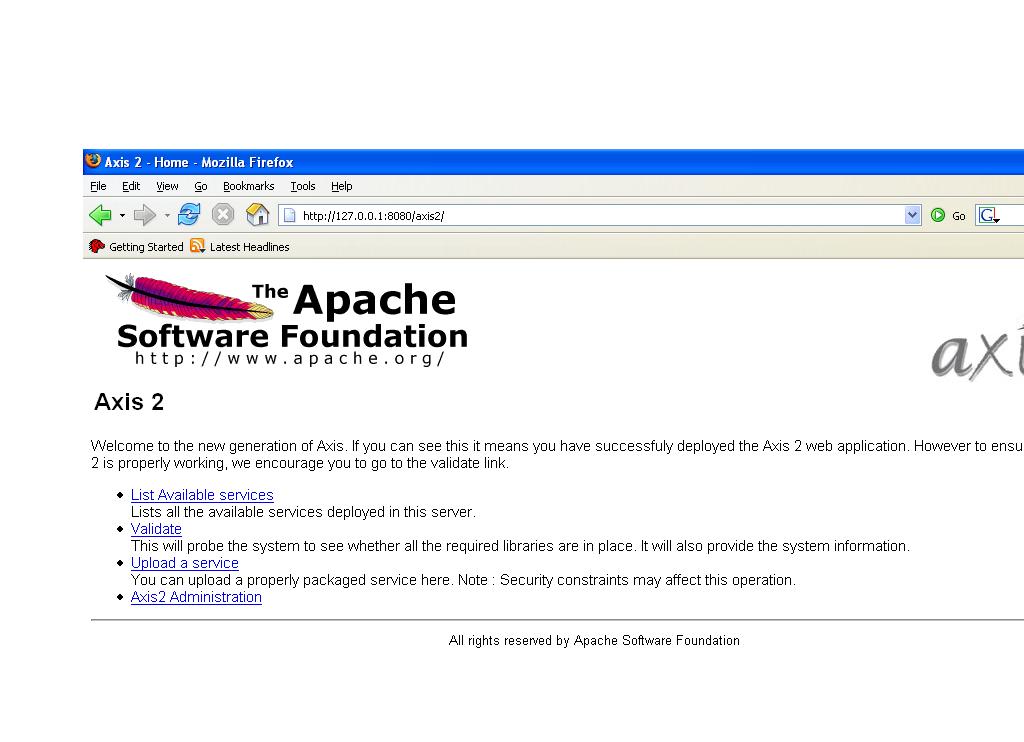 Axis 2 - Home - Mozilla Firefox
File Edit View Go Bookmarks Tools Help
http://127.0.0.1:8080/axis2/ Go G
Getting Started Latest Headlines
The Apache
Software Foundation
http://www.apache.org/
Axis 2
Welcome to the new generation of Axis. If you can see this it means you have successfuly deployed the Axis 2 web application. However to ensu
2 is properly working, we encourage you to go to the validate link.
List Available services
Lists all the available services deployed in this server.
Validate
This will probe the system to see whether all the required libraries are in place. It will also provide the system information.
Upload a service
You can upload a properly packaged service here. Note : Security constraints may affect this operation.
Axis2 Administration
All rights reserved by Apache Software Foundation